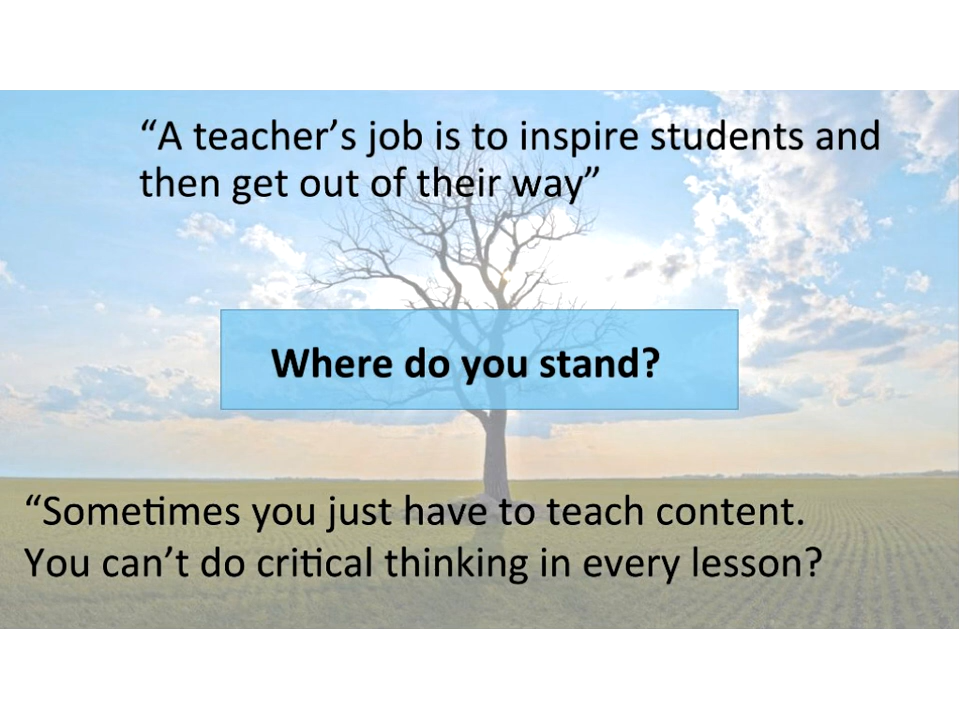 “A teacher’s job is to inspire students and
then get out of their way”
Where do you stand?
“Sometimes you just have to teach content.
You can’t do critical thinking in every lesson?